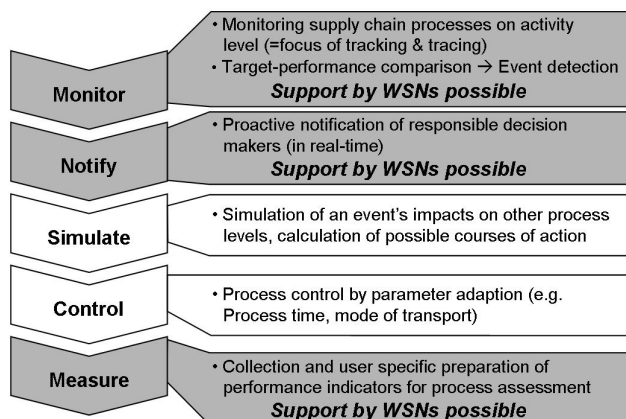 Monitor
• Monitoring supply chain processes on activity
level (=focus of tracking & tracing)
• Target-performance comparison → Event detection
Support by WSNs possible
Notify
• Proactive notification of responsible decision
makers (in real-time)
Support by WSNs possible
Simulate
• Simulation of an event's impacts on other process
levels, calculation of possible courses of action
Control
• Process control by parameter adaption (e.g.
Process time, mode of transport)
Measure
• Collection and user specific preparation of
performance indicators for process assessment
Support by WSNs possible